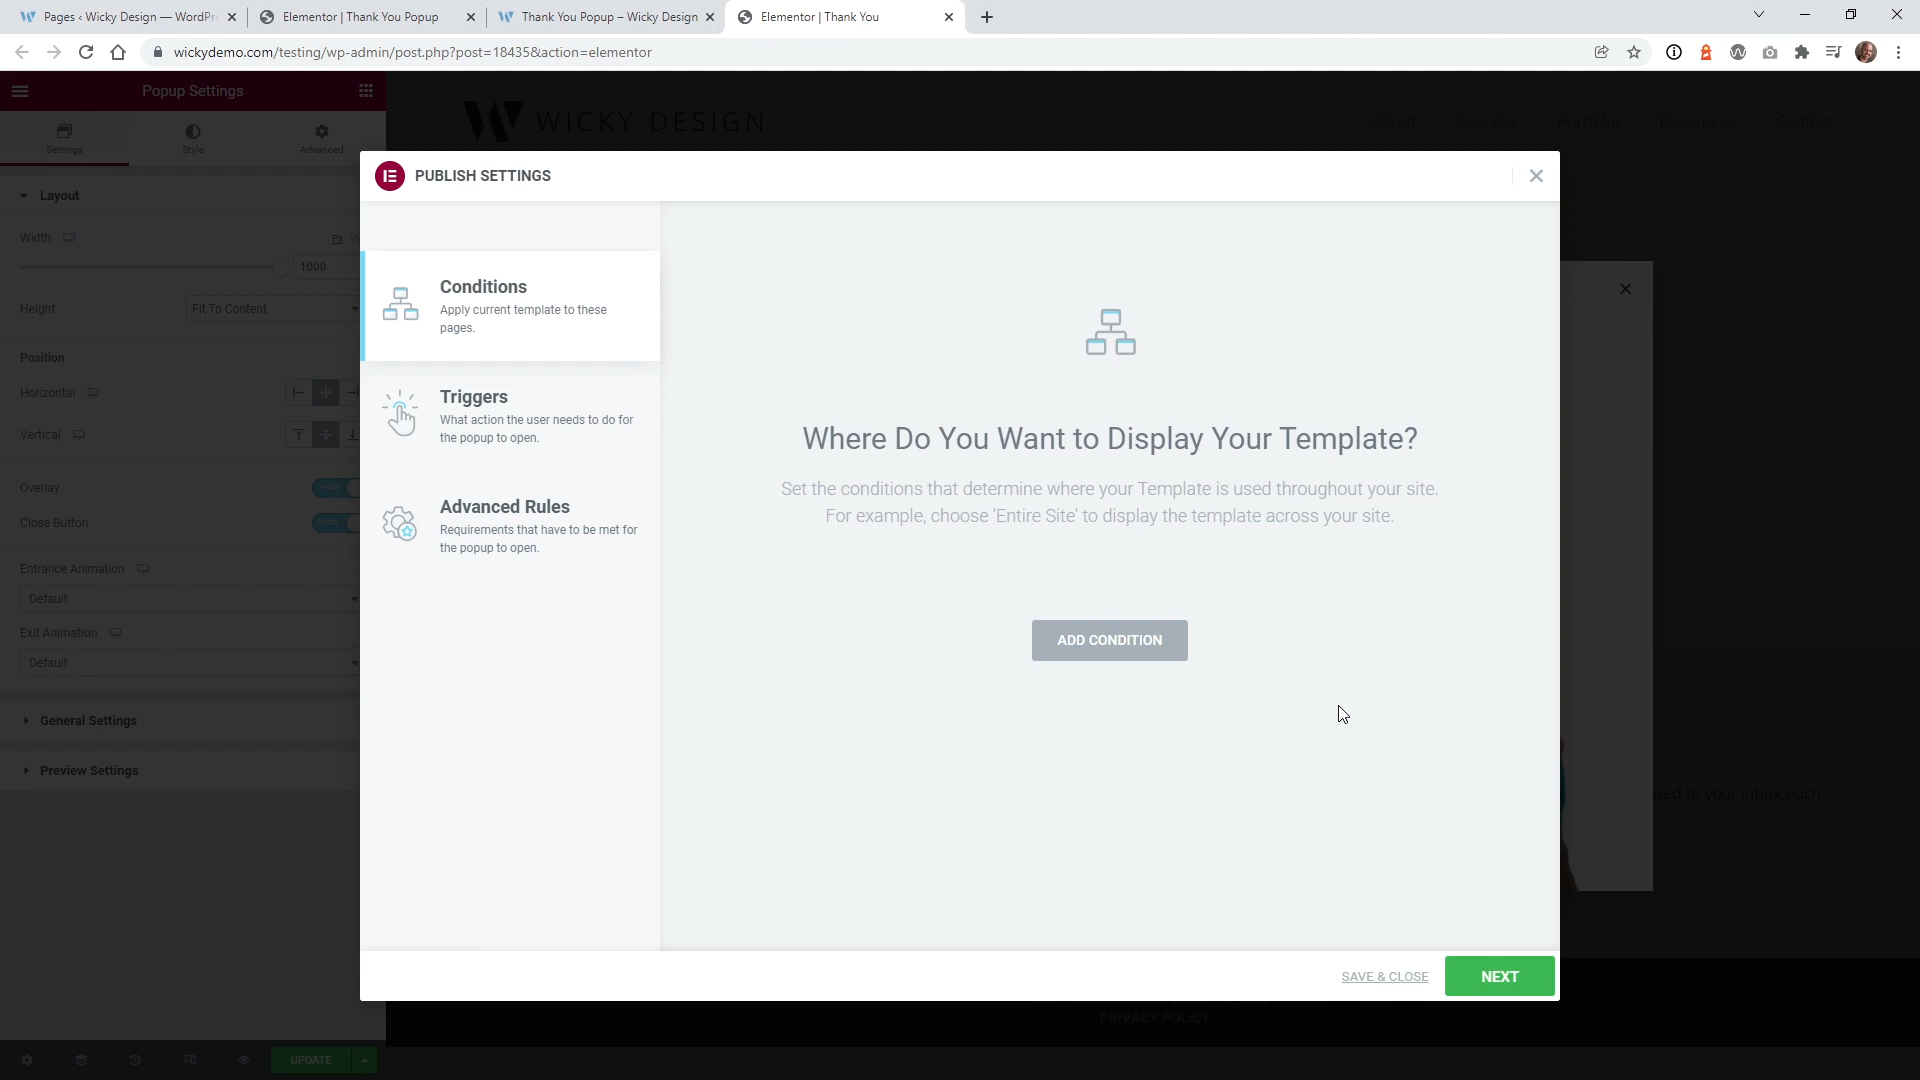 Pages ‹ Wicky Design — WordPr
Elementor | Thank You Popup
Thank You Popup – Wicky Design
Elementor | Thank You
wickydemo.com/testing/wp-admin/post.php?post=18435&action=elementor
Popup Settings
WICKY DESIGN
About Services Portfolio Resources Contact
Settings Style Advanced
PUBLISH SETTINGS
Layout
Width PX
1000
Height Fit To Content
Position
Horizontal
Vertical
Overlay SHOW
Close Button SHOW
Entrance Animation
Default
Exit Animation
Default
General Settings
Preview Settings
UPDATE
Conditions
Apply current template to these
pages.
Triggers
What action the user needs to do for
the popup to open.
Advanced Rules
Requirements that have to be met for
the popup to open.
Where Do You Want to Display Your Template?
Set the conditions that determine where your Template is used throughout your site.
For example, choose 'Entire Site' to display the template across your site.
ADD CONDITION
to your inbox
SAVE & CLOSE
NEXT
PRIVACY POLICY